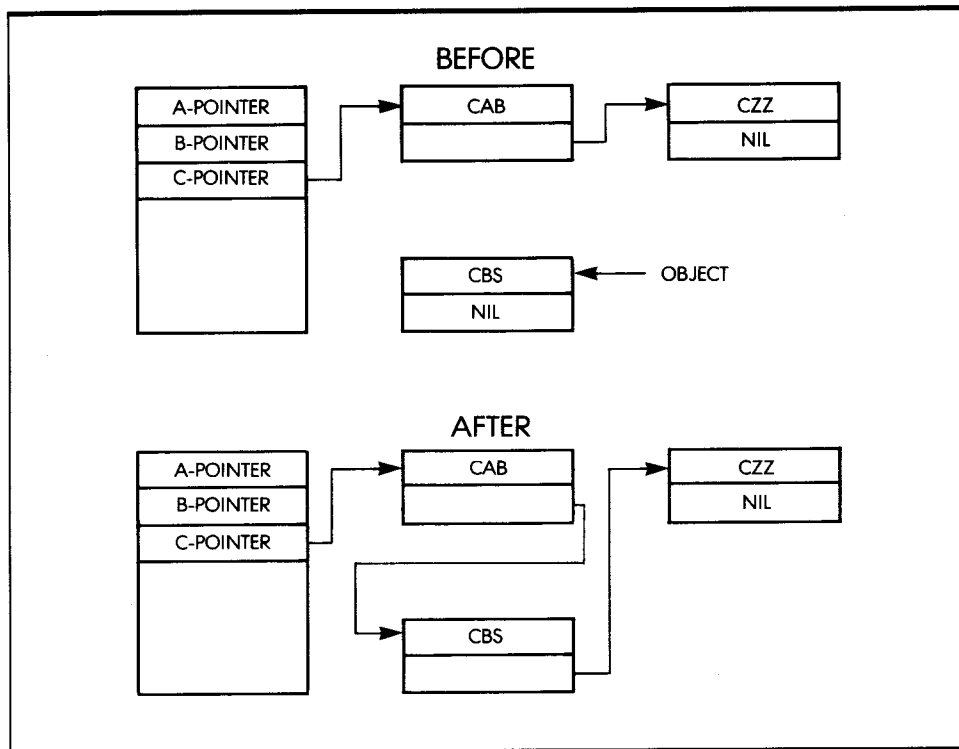 BEFORE
A-POINTER
B-POINTER
C-POINTER
CAB
CZZ
NIL
CBS
NIL
OBJECT
AFTER
A-POINTER
B-POINTER
C-POINTER
CAB
CZZ
NIL
CBS